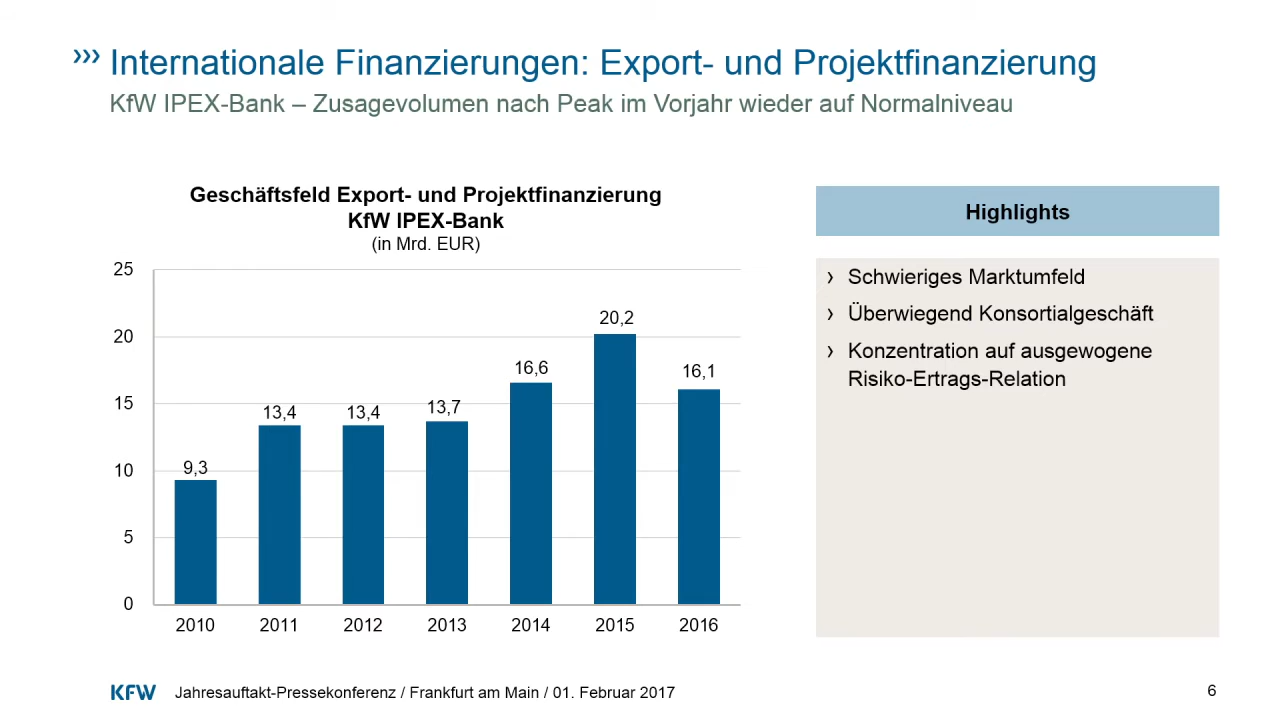 ››› Internationale Finanzierungen: Export- und Projektfinanzierung
KfW IPEX-Bank – Zusagevolumen nach Peak im Vorjahr wieder auf Normalniveau
Geschäftsfeld Export- und Projektfinanzierung
KfW IPEX-Bank
(in Mrd. EUR)
25
20
15
10
5
0
9,3
13,4
13,4
13,7
16,6
20,2
16,1
2010 2011 2012 2013 2014 2015 2016
Highlights
› Schwieriges Marktumfeld
› Überwiegend Konsortialgeschäft
› Konzentration auf ausgewogene
Risiko-Ertrags-Relation
KFW Jahresauftakt-Pressekonferenz / Frankfurt am Main / 01. Februar 2017
6